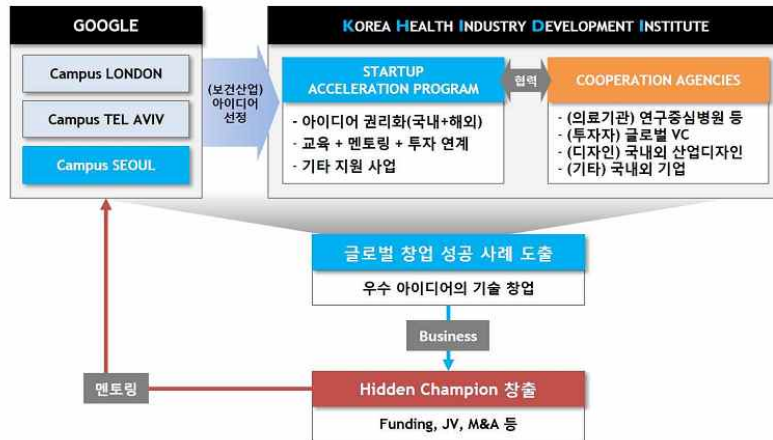 GOOGLE
Campus LONDON
Campus TEL AVIV
Campus SEOUL
(보건산업)
아이디어
선정
KOREA HEALTH INDUSTRY DEVELOPMENT INSTITUTE
STARTUP
ACCELERATION PROGRAM
- 아이디어 권리화(국내+해외)
- 교육 + 멘토링 + 투자 연계
- 기타 지원 사업
협력
COOPERATION AGENCIES
- (의료기관) 연구중심병원 등
- (투자자) 글로벌 VC
- (디자인) 국내외 산업디자인
- (기타) 국내외 기업
글로벌 창업 성공 사례 도출
우수 아이디어의 기술 창업
Business
멘토링
Hidden Champion 창출
Funding, JV, M&A 등